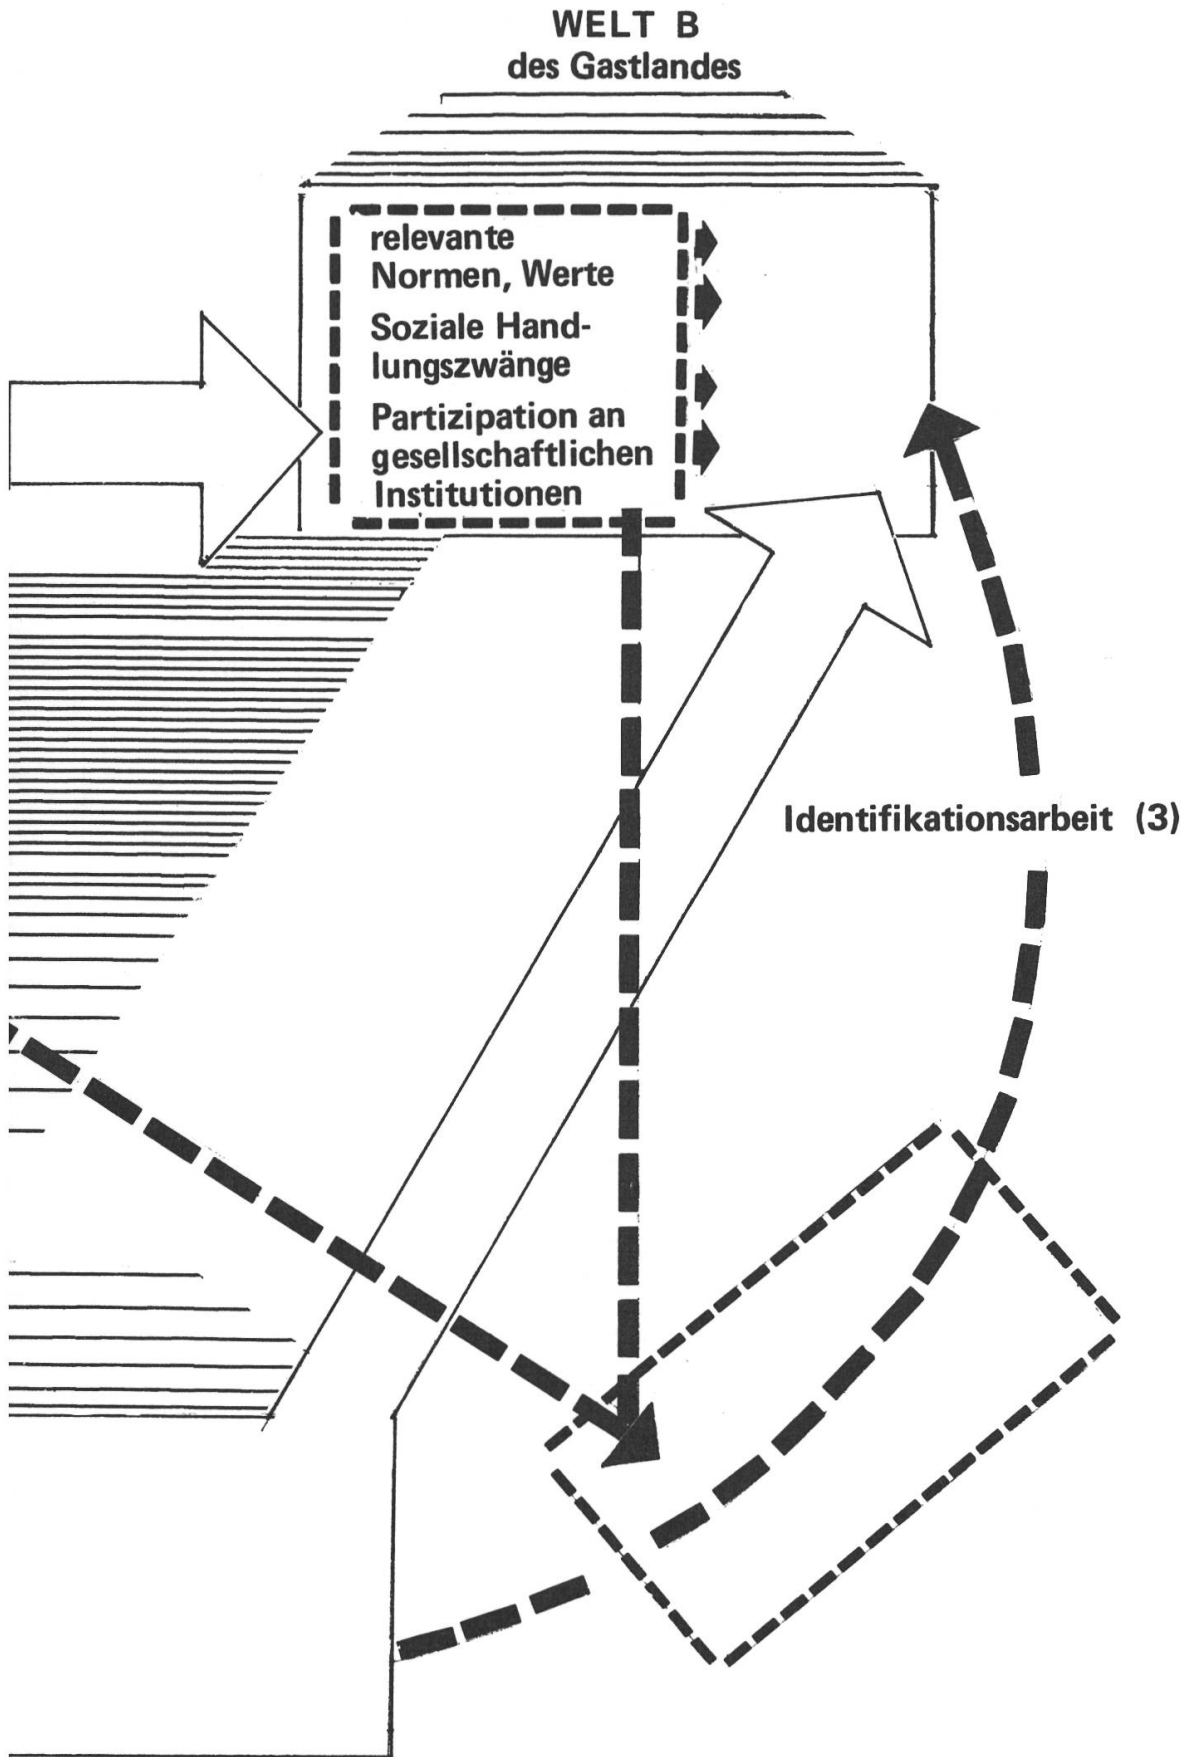 WELT B
des Gastlandes
relevante
Normen, Werte
Soziale Hand-
lungszwänge
Partizipation an
gesellschaftlichen
Institutionen
Identifikationsarbeit (3)